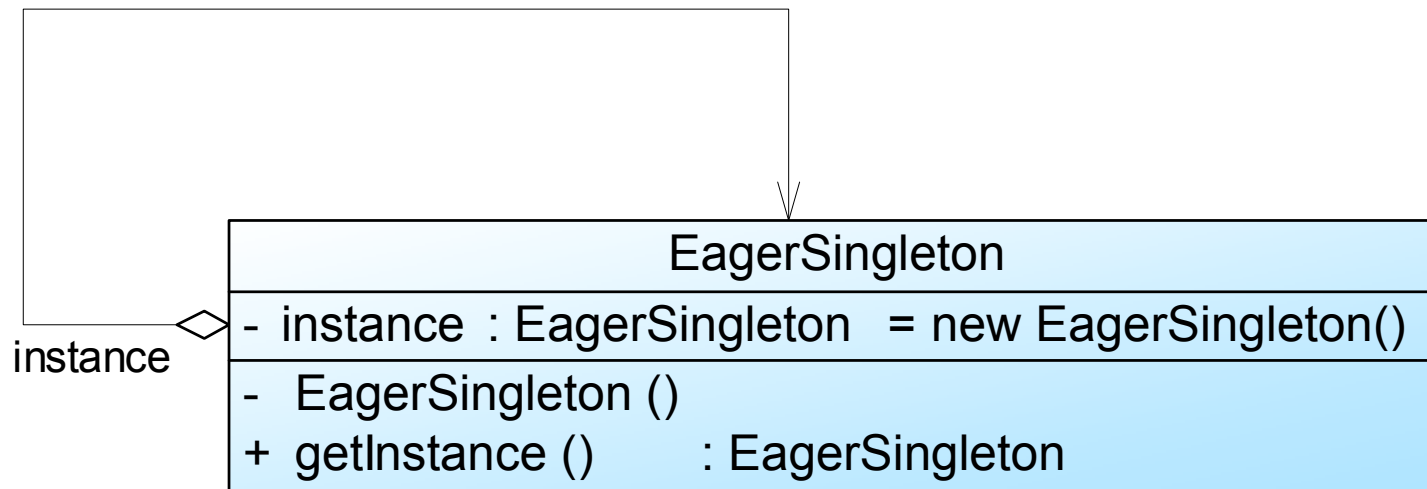 EagerSingleton
- instance : EagerSingleton = new EagerSingleton()
instance
- EagerSingleton ()
+ getInstance () : EagerSingleton